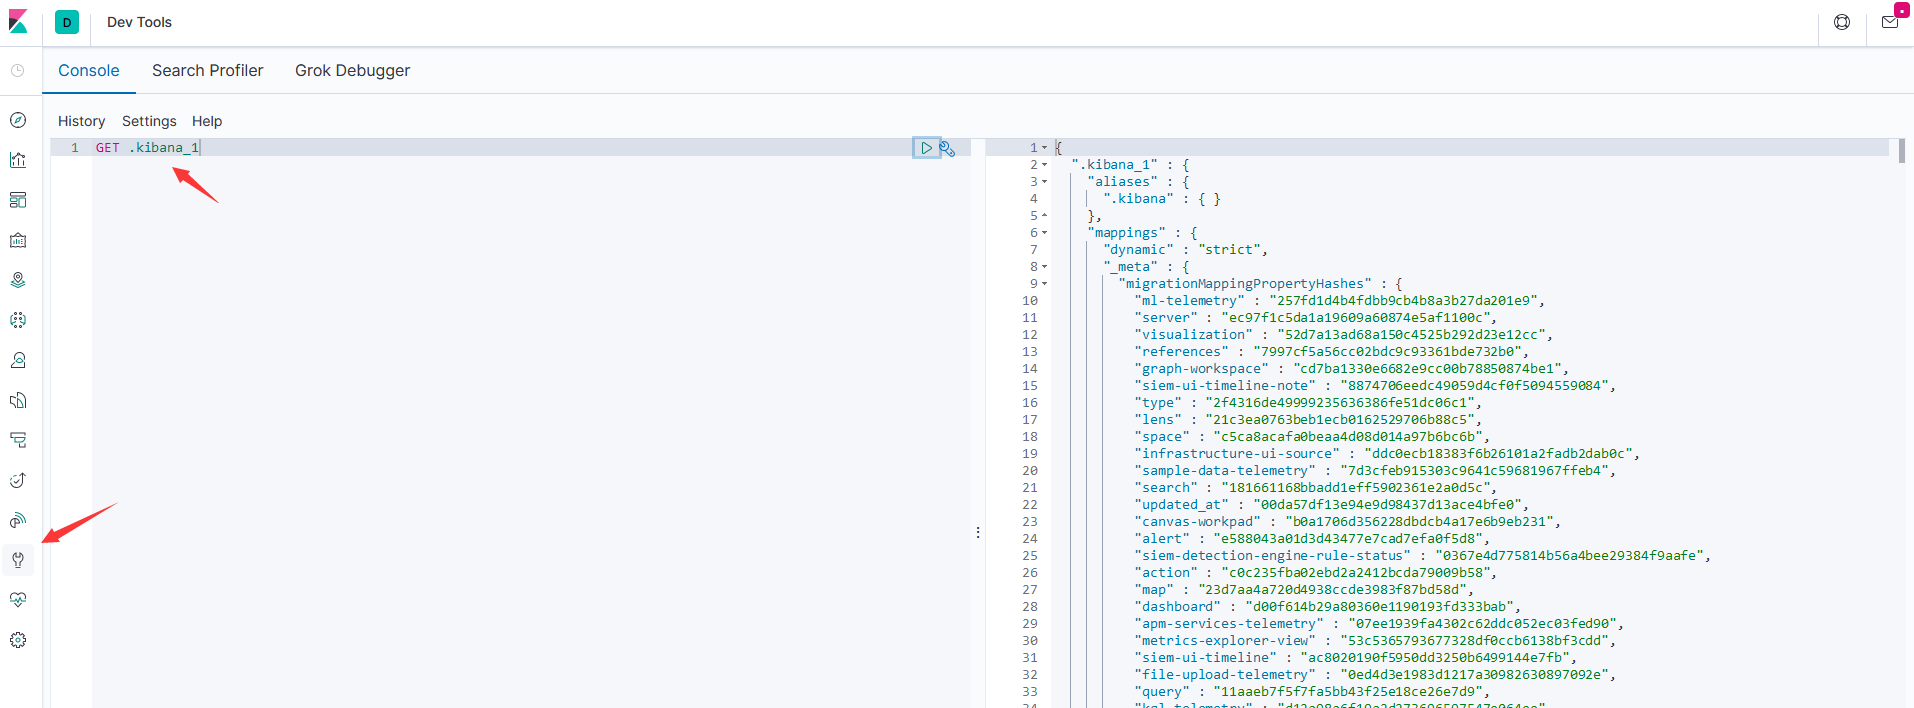 D Dev Tools
Console Search Profiler Grok Debugger
History Settings Help
1 GET .kibana_1
1 {
2 ".kibana_1" : {
3 "aliases" : {
4 ".kibana" : { }
5 },
6 "mappings" : {
7 "dynamic" : "strict",
8 "_meta" : {
9 "migrationMappingPropertyHashes" : {
10 "ml-telemetry" : "257fd1d4b4fdbb9cb4b8a3b27da201e9",
11 "server" : "ec97f1c5da1a19609a60874e5af1100c",
12 "visualization" : "52d7a13ad68a150c4525b292d23e12cc",
13 "references" : "7997cf5a56cc02bdc9c93361bde732b0",
14 "graph-workspace" : "cd7ba1330e6682e9cc00b78850874be1",
15 "siem-ui-timeline-note" : "8874706eedc49059d4cf0f5094559084",
16 "type" : "2f4316de49999235636386fe51dc06c1",
17 "lens" : "21c3ea0763beb1ecb0162529706b88c5",
18 "space" : "c5ca8acafa0beaa4d08d014a97b6bc6b",
19 "infrastructure-ui-source" : "ddc0ecb18383f6b26101a2fadb2dab0c",
20 "sample-data-telemetry" : "7d3cfeb915303c9641c59681967ffeb4",
21 "search" : "181661168bbadd1eff5902361e2a0d5c",
22 "updated_at" : "00da57df13e94e9d98437d13ace4bfe0",
23 "canvas-workpad" : "b0a1706d356228dbdcb4a17e6b9eb231",
24 "alert" : "e588043a01d3d43477e7cad7efa0f5d8",
25 "siem-detection-engine-rule-status" : "0367e4d775814b56a4bee29384f9aafe",
26 "action" : "c0c235fba02ebd2a2412bcda79009b58",
27 "map" : "23d7aa4a720d4938ccde3983f87bd58d",
28 "dashboard" : "d00f614b29a80360e1190193fd333bab",
29 "apm-services-telemetry" : "07ee1939fa4302c62ddc052ec03fed90",
30 "metrics-explorer-view" : "53c5365793677328df0ccb6138bf3cdd",
31 "siem-ui-timeline" : "ac8020190f5950dd3250b6499144e7fb",
32 "file-upload-telemetry" : "0ed4d3e1983d1217a30982630897092e",
33 "query" : "11aaeb7f5f7fa5bb43f25e18ce26e7d9",